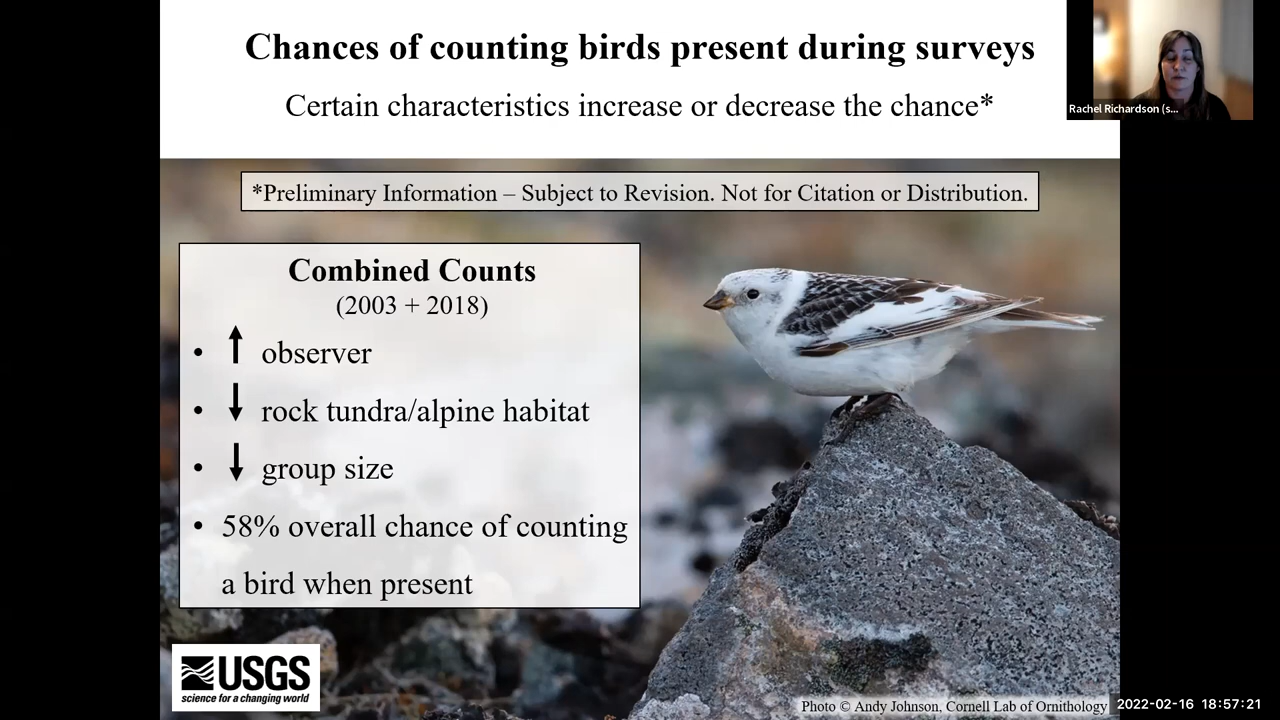 Chances of counting birds present during surveys
Certain characteristics increase or decrease the chance*
Rachel Richardson (s...
*Preliminary Information – Subject to Revision. Not for Citation or Distribution.
Combined Counts
(2003 + 2018)
• ↑ observer
• ↓ rock tundra/alpine habitat
• ↓ group size
• 58% overall chance of counting
a bird when present
USGS
science for a changing world
Photo © Andy Johnson, Cornell Lab of Ornithology
2022-02-16 18:57:21